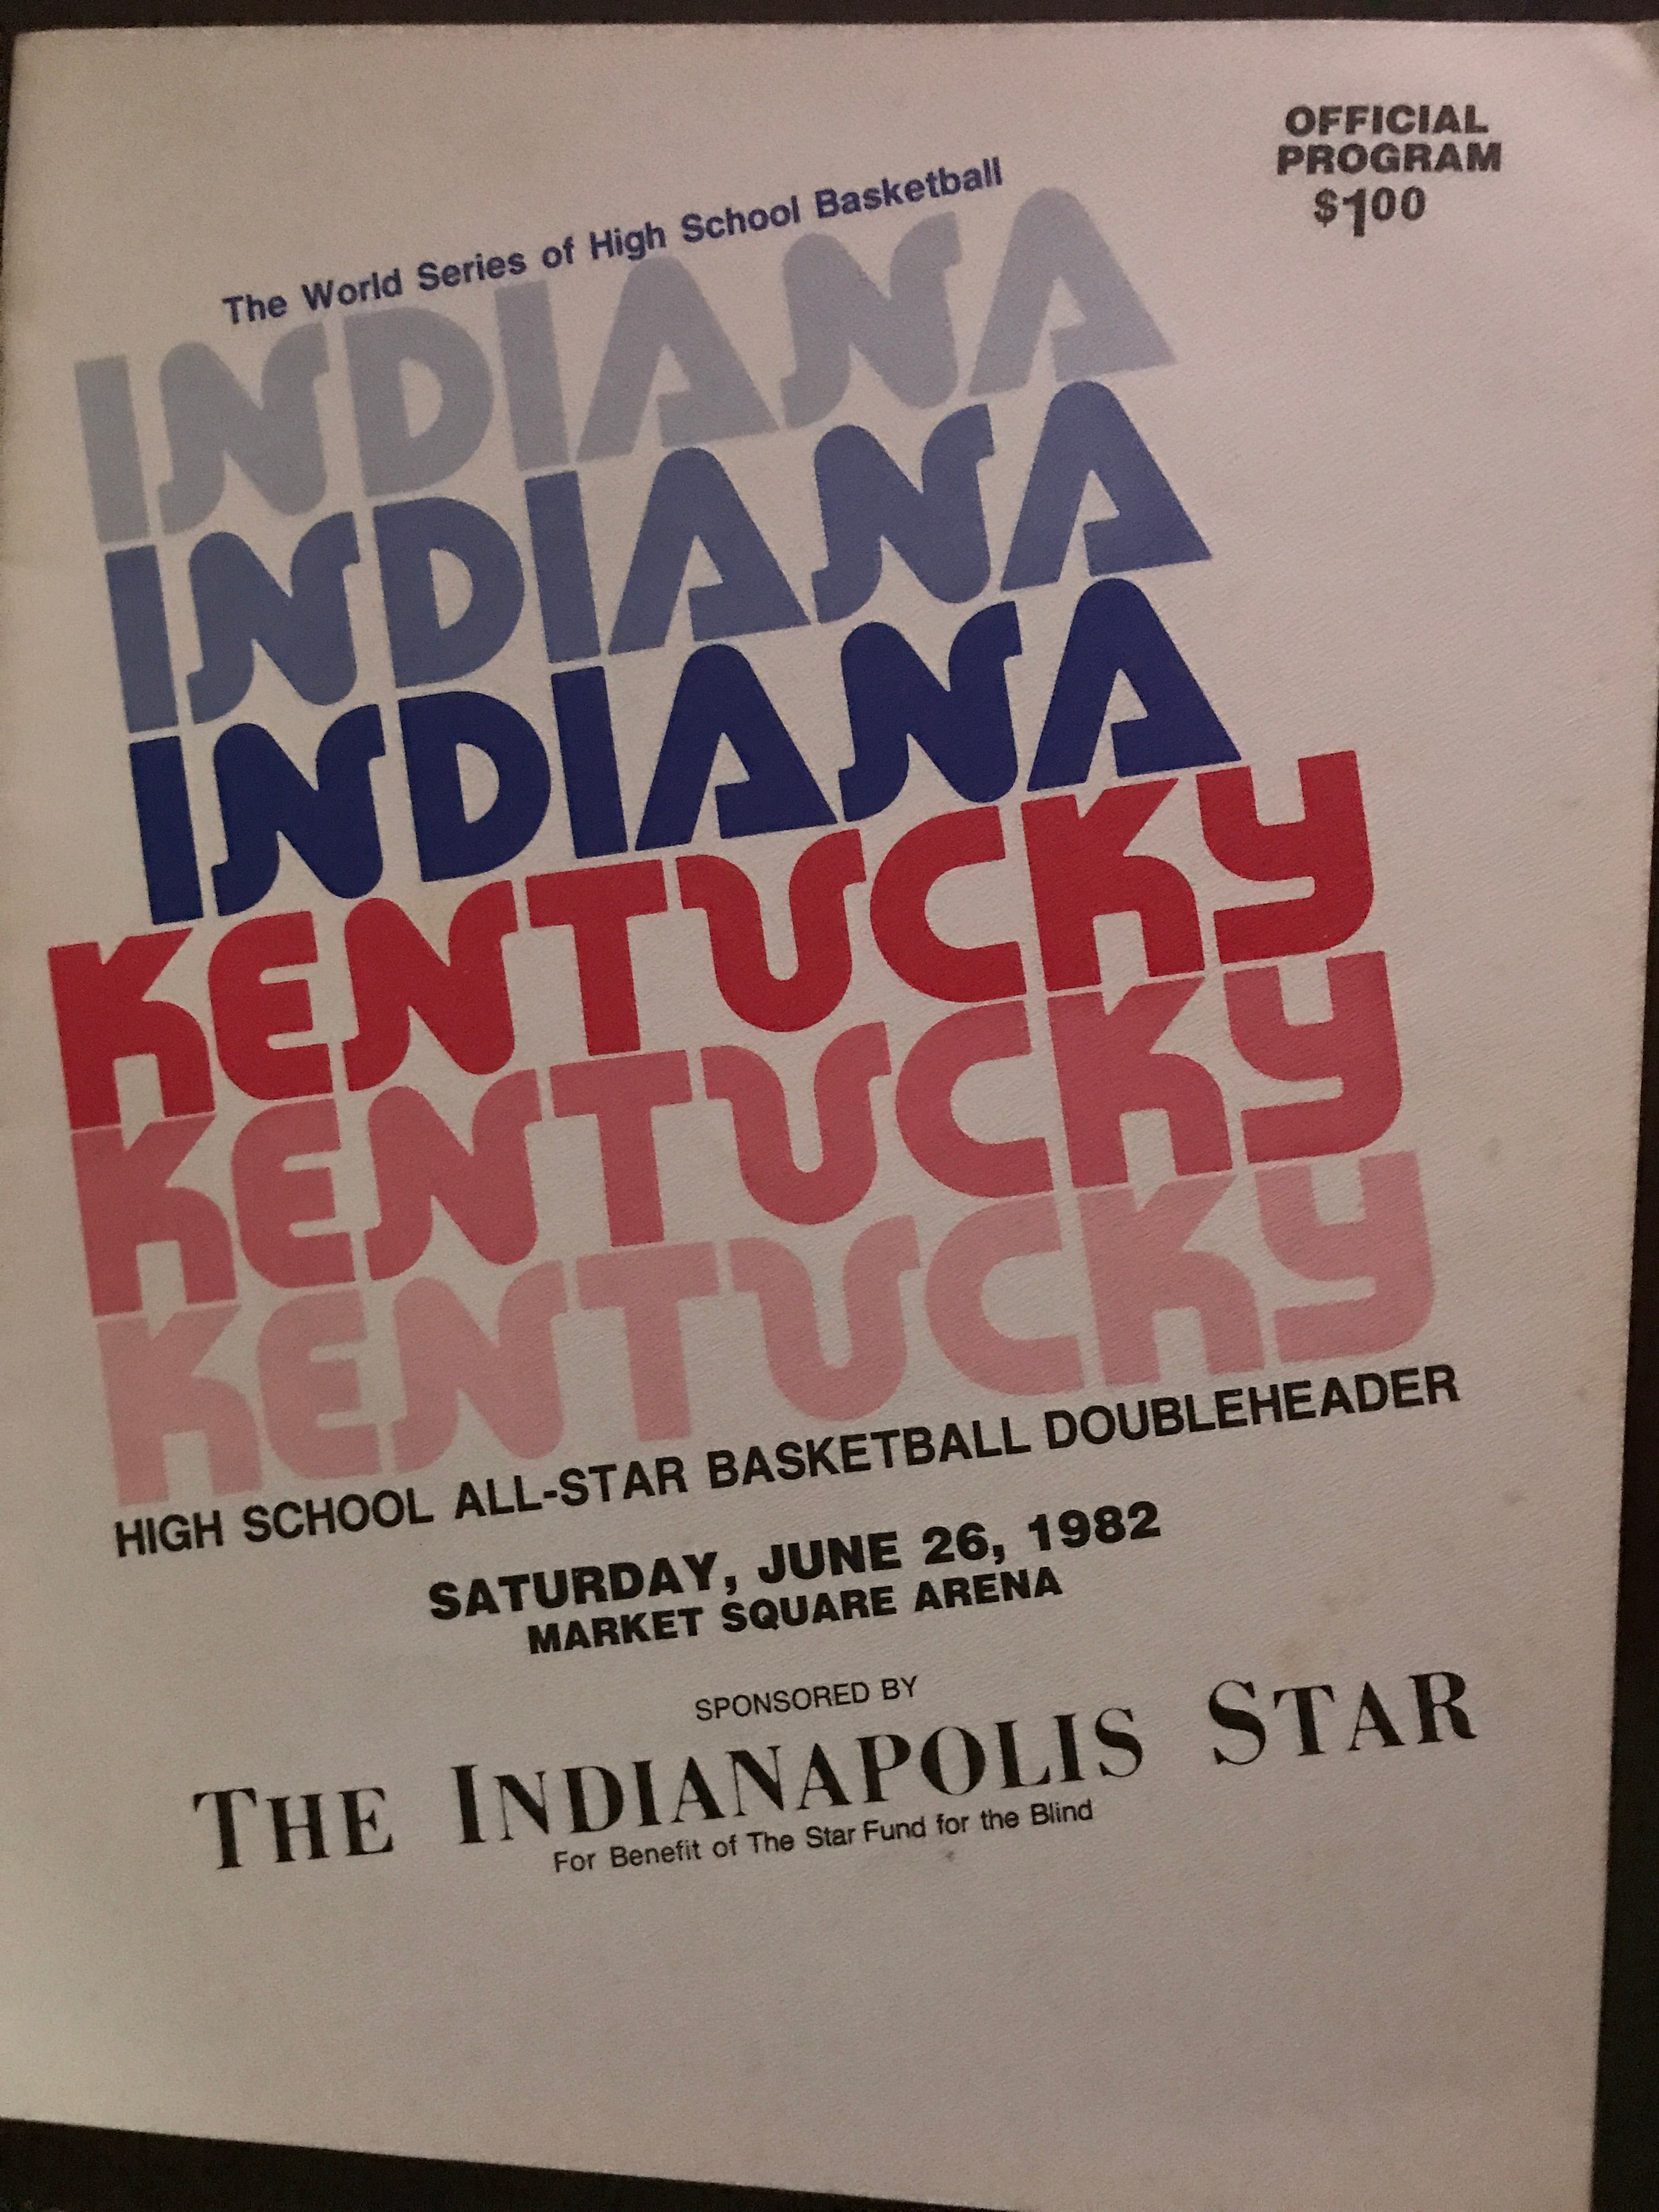 OFFICIAL
PROGRAM
$1.00
The World Series of High School Basketball
INDIANA
INDIANA
INDIANA
KENTUCKY
KENTUCKY
KENTUCKY
HIGH SCHOOL ALL-STAR BASKETBALL DOUBLEHEADER
SATURDAY, JUNE 26, 1982
MARKET SQUARE ARENA
SPONSORED BY
THE INDIANAPOLIS STAR
For Benefit of The Star Fund for the Blind